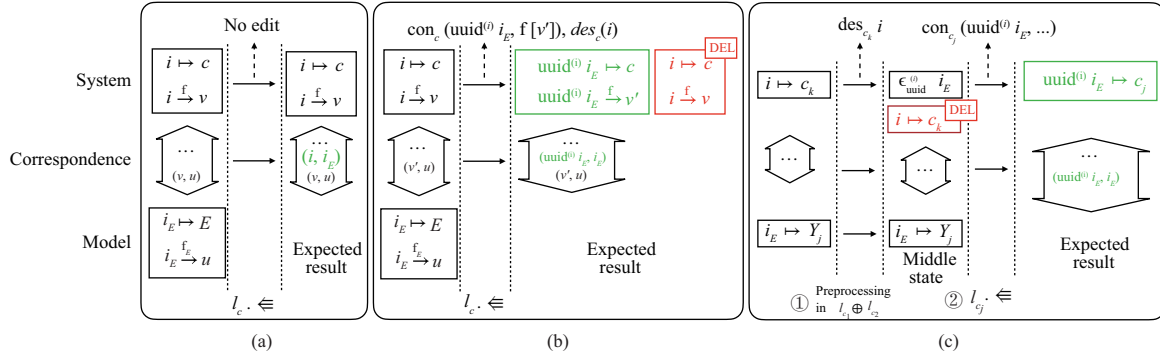 No edit
System
i ↦ c
i →f v
i ↦ c
i →f v
Correspondence
...
(v, u)
...
(i, i_E)
(v, u)
Model
i_E ↦ E
i_E →f_E u
Expected
result
l_c . ⋘
(a)
con_c (uuid^(i) i_E, f [v']), des_c(i)
i ↦ c
i →f v
uuid^(i) i_E ↦ c
uuid^(i) i_E →f v'
DEL
i ↦ c
i →f v
...
(v', u)
...
(uuid^(i) i_E, i_E)
(v', u)
i_E ↦ E
i_E →f_E u
Expected
result
l_c . ⋘
(b)
des_{c_k} i
con_{c_j} (uuid^(i) i_E, ...)
i ↦ c_k
ϵ^(i)_uuid i_E
uuid^(i) i_E ↦ c_j
DEL
i ↦ c_k
...
...
...
(uuid^(i) i_E, i_E)
i_E ↦ Y_j
i_E ↦ Y_j
Middle
state
Expected
result
① Preprocessing
in l_{c_1} ⊕ l_{c_2}
② l_{c_j} . ⋘
(c)